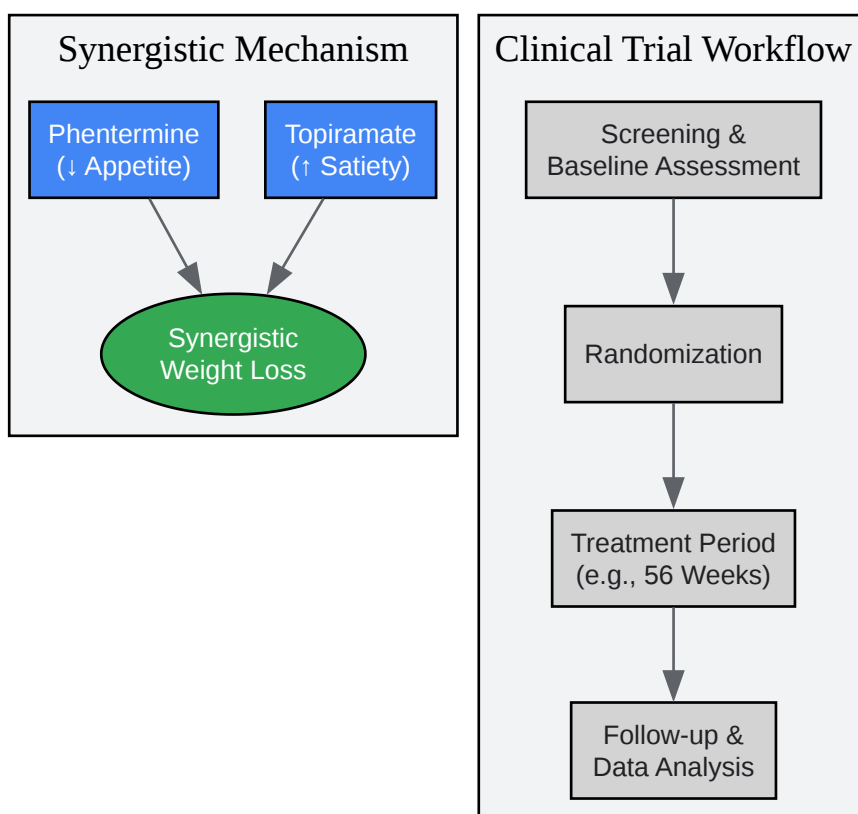 Synergistic Mechanism
Phentermine
(↓ Appetite)
Topiramate
(↑ Satiety)
Synergistic
Weight Loss
Clinical Trial Workflow
Screening &
Baseline Assessment
Randomization
Treatment Period
(e.g., 56 Weeks)
Follow-up &
Data Analysis